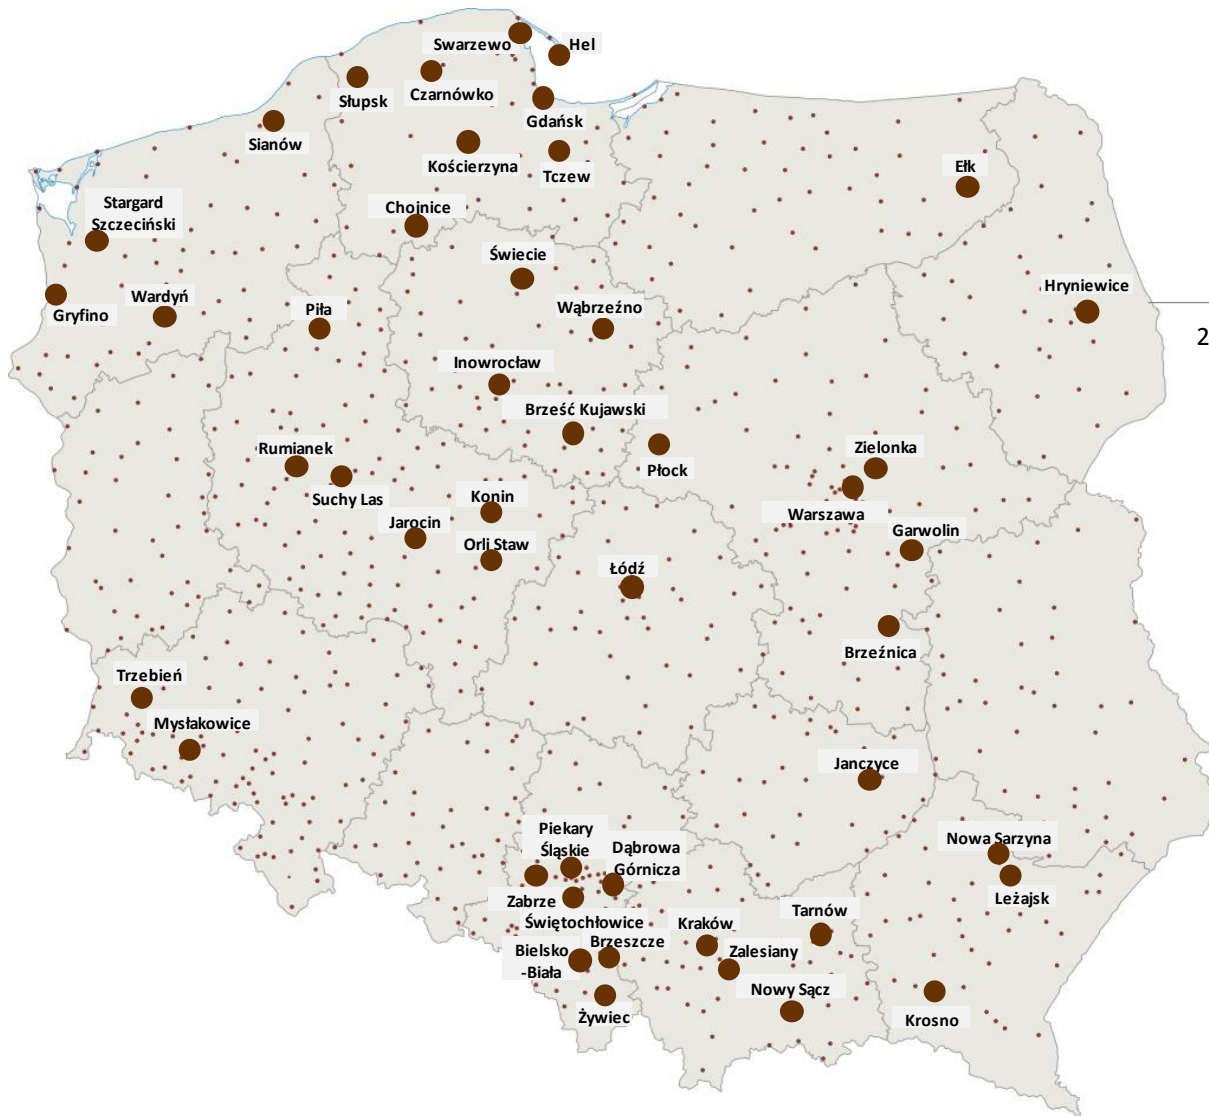 Swarzewo
Hel
Słupsk
Czarnówko
Gdańsk
Sianów
Kościerzyna
Tczew
Ełk
Stargard
Szczeciński
Chojnice
Świecie
Hryniewice
Gryfino
Wardyń
Piła
Wąbrzeźno
2
Inowrocław
Brześć Kujawski
Rumianek
Suchy Las
Płock
Zielonka
Konin
Warszawa
Jarocin
Garwolin
Orli Staw
Łódź
Brzeźnica
Trzebień
Mysłakowice
Janczyce
Piekary
Śląskie
Dąbrowa
Górnicza
Nowa Sarzyna
Zabrze
Leżajsk
Świętochłowice
Kraków
Tarnów
Bielsko
-Biała
Brzeszcze
Zalesiany
Nowy Sącz
Żywiec
Krosno